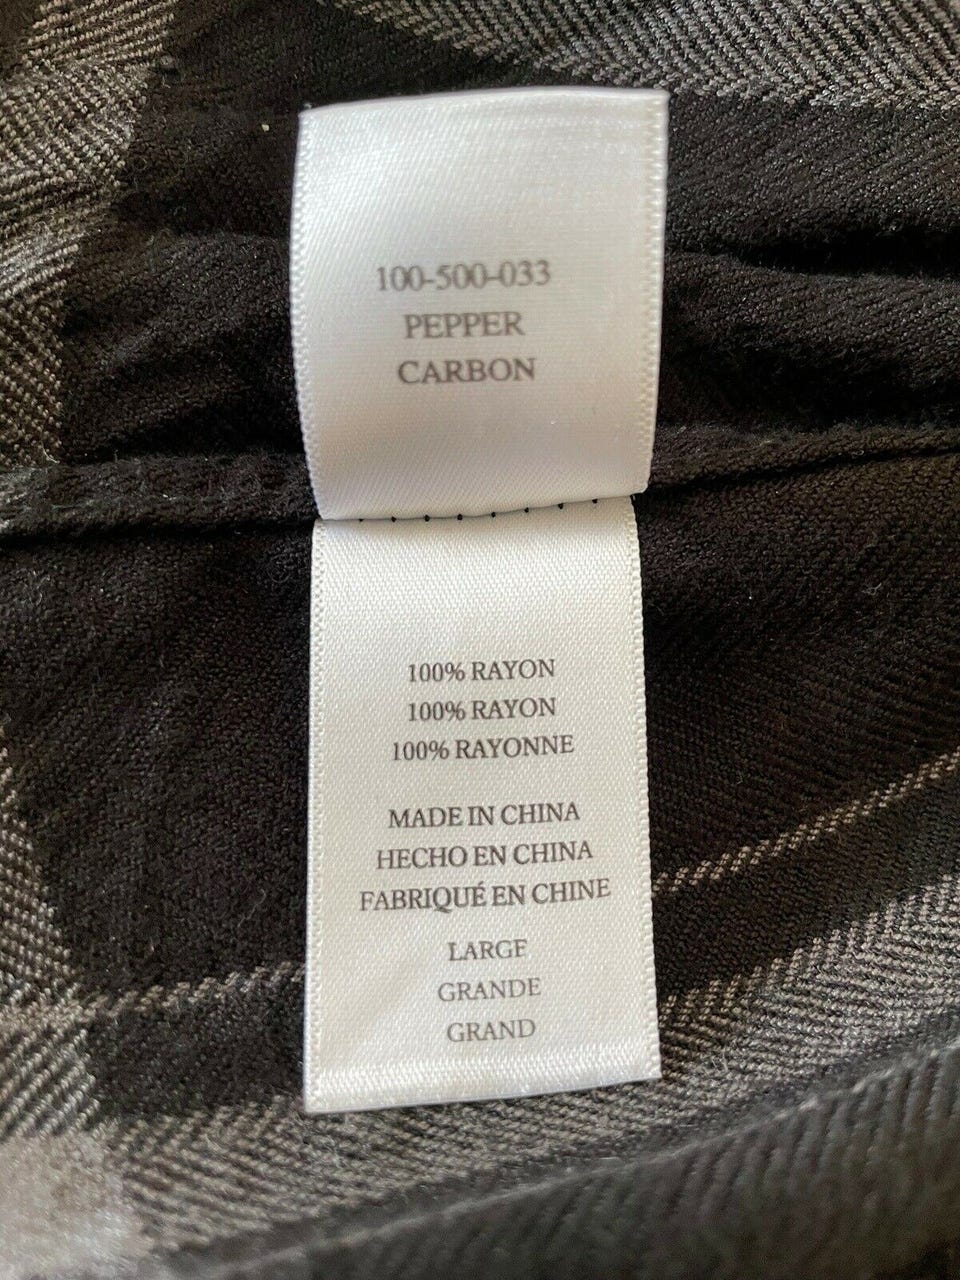 100-500-033
PEPPER
CARBON
100% RAYON
100% RAYON
100% RAYONNE
MADE IN CHINA
HECHO EN CHINA
FABRIQUÉ EN CHINE
LARGE
GRANDE
GRAND